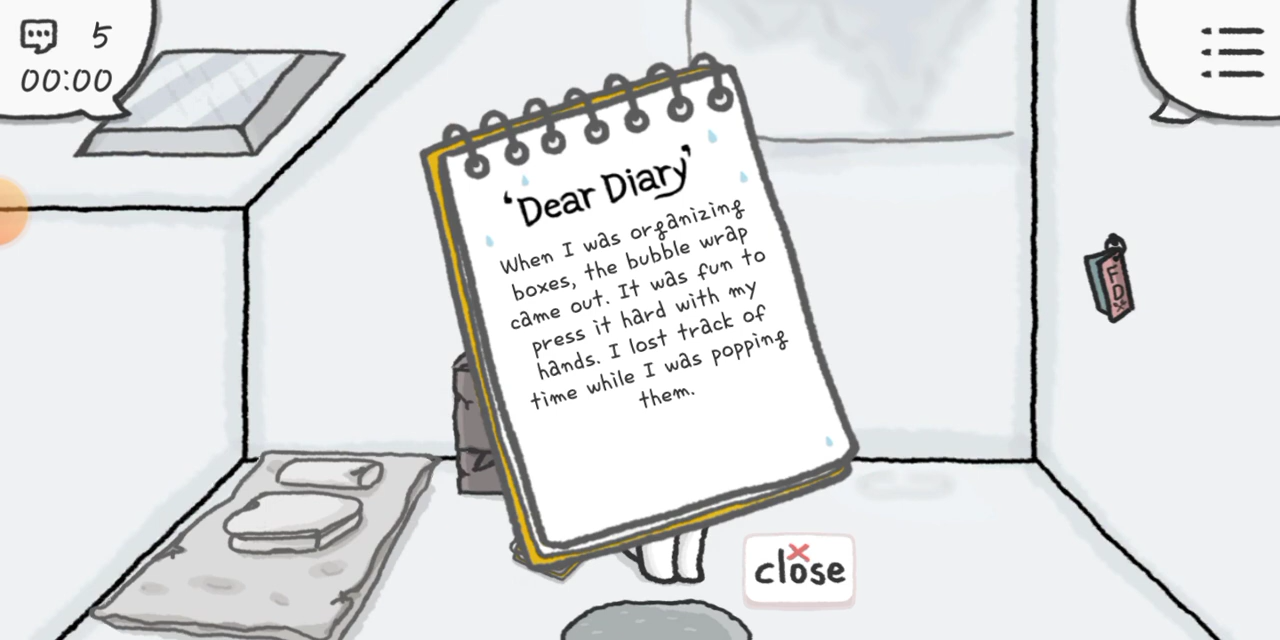 5
00:00
'Dear Diary'
When I was organizing
boxes, the bubble wrap
came out. It was fun to
press it hard with my
hands. I lost track of
time while I was popping
them.
FD
close